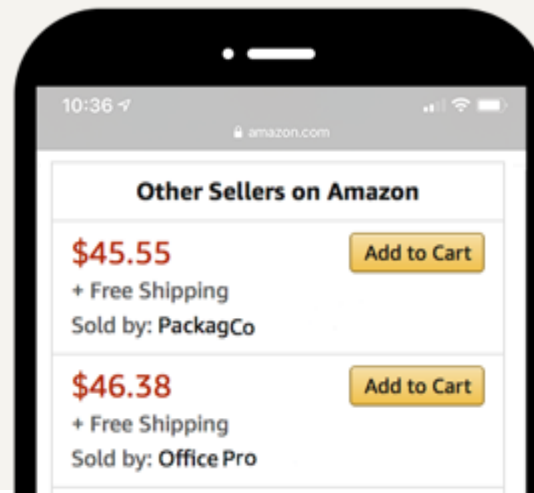 10:36
amazon.com
Other Sellers on Amazon
$45.55
Add to Cart
+ Free Shipping
Sold by: PackagCo
$46.38
Add to Cart
+ Free Shipping
Sold by: Office Pro